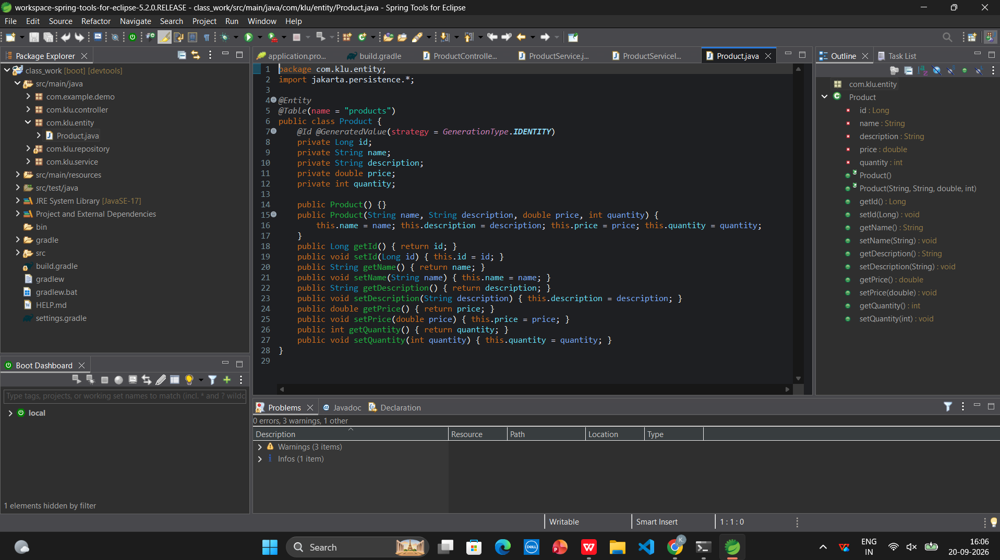 workspace-spring-tools-for-eclipse-5.2.0.RELEASE - class_work/src/main/java/com/klu/entity/Product.java - Spring Tools for Eclipse
File Edit Source Refactor Navigate Search Project Run Window Help
Package Explorer
class_work [boot] [devtools]
src/main/java
com.example.demo
com.klu.controller
com.klu.entity
Product.java
com.klu.repository
com.klu.service
src/main/resources
src/test/java
JRE System Library [JavaSE-17]
Project and External Dependencies
bin
gradle
src
build.gradle
gradlew
gradlew.bat
HELP.md
settings.gradle
Boot Dashboard
Type tags, projects, or working set names to match (incl. * and ? wildc
local
1 elements hidden by filter
application.pro... build.gradle ProductControlle... ProductService.j... ProductServiceI... Product.java
1 package com.klu.entity;
2 import jakarta.persistence.*;
3
4 @Entity
5 @Table(name = "products")
6 public class Product {
7 @Id @GeneratedValue(strategy = GenerationType.IDENTITY)
8 private Long id;
9 private String name;
10 private String description;
11 private double price;
12 private int quantity;
13
14 public Product() {}
15 public Product(String name, String description, double price, int quantity) {
16 this.name = name; this.description = description; this.price = price; this.quantity = quantity;
17 }
18 public Long getId() { return id; }
19 public void setId(Long id) { this.id = id; }
20 public String getName() { return name; }
21 public void setName(String name) { this.name = name; }
22 public String getDescription() { return description; }
23 public void setDescription(String description) { this.description = description; }
24 public double getPrice() { return price; }
25 public void setPrice(double price) { this.price = price; }
26 public int getQuantity() { return quantity; }
27 public void setQuantity(int quantity) { this.quantity = quantity; }
28 }
29
Outline Task List
com.klu.entity
Product
id : Long
name : String
description : String
price : double
quantity : int
Product()
Product(String, String, double, int)
getId() : Long
setId(Long) : void
getName() : String
setName(String) : void
getDescription() : String
setDescription(String) : void
getPrice() : double
setPrice(double) : void
getQuantity() : int
setQuantity(int) : void
Problems @ Javadoc Declaration
0 errors, 3 warnings, 1 other
Description Resource Path Location Type
Warnings (3 items)
Infos (1 item)
Writable Smart Insert 1 : 1 : 0
Search
DELL
K
ENG
IN
16:06
20-09-2026